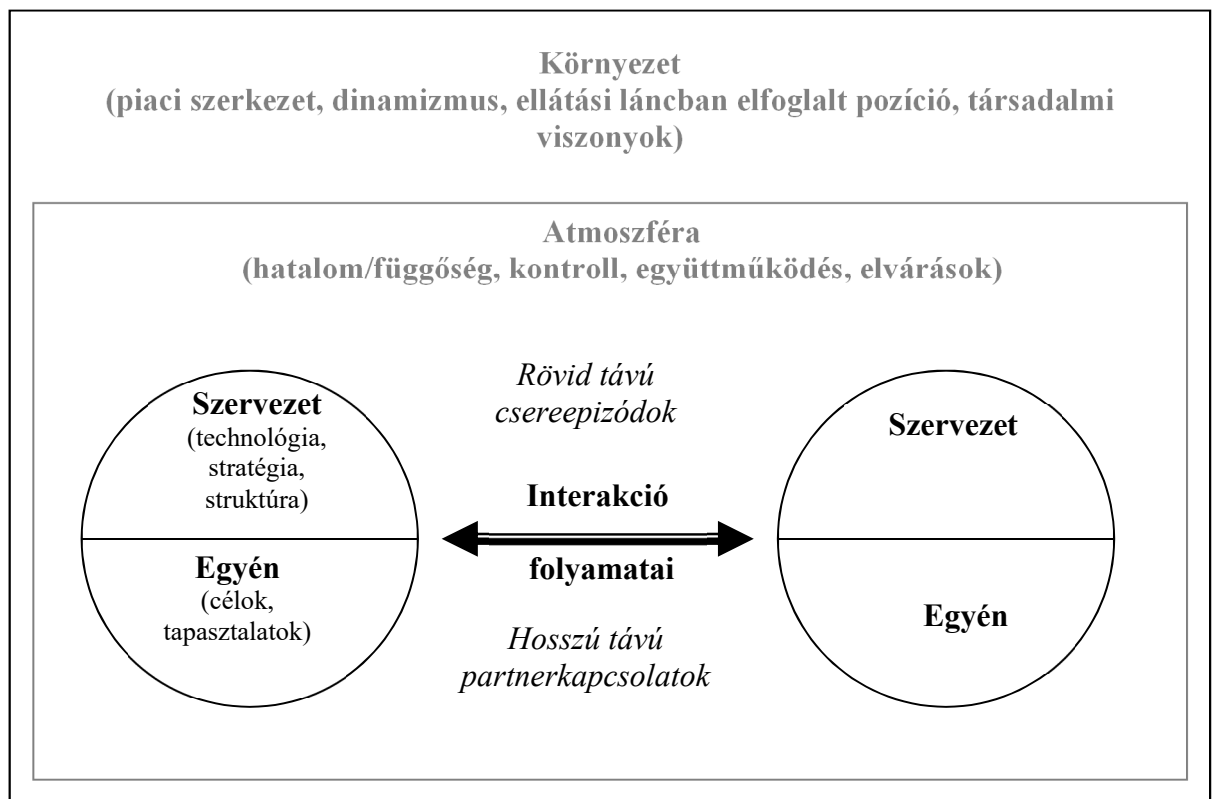 Környezet
(piaci szerkezet, dinamizmus, ellátási láncban elfoglalt pozíció, társadalmi
viszonyok)
Atmoszféra
(hatalom/függőség, kontroll, együttműködés, elvárások)
Szervezet
(technológia,
stratégia,
struktúra)
Egyén
(célok,
tapasztalatok)
Rövid távú
csereepizódok
Interakció
folyamatai
Hosszú távú
partnerkapcsolatok
Szervezet
Egyén